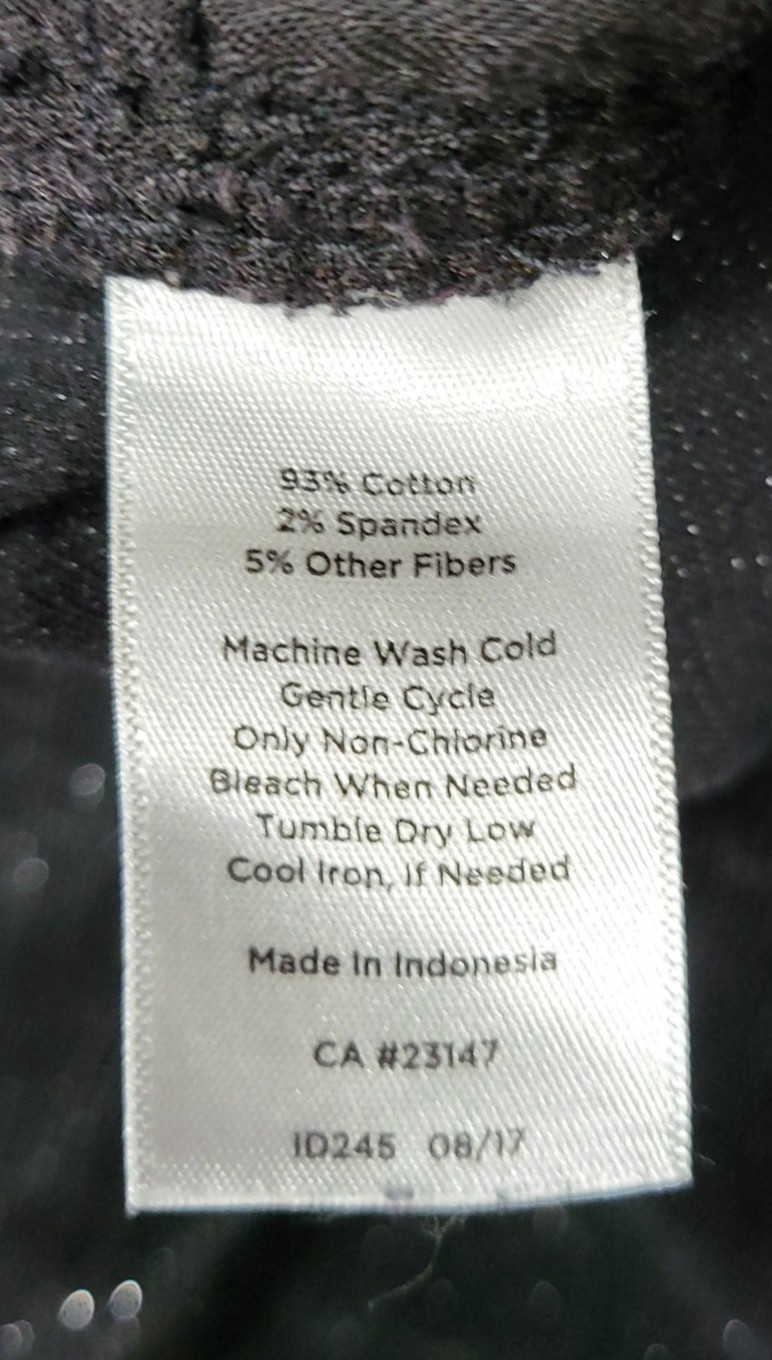 93% Cotton
2% Spandex
5% Other Fibers
Machine Wash Cold
Gentle Cycle
Only Non-Chlorine
Bleach When Needed
Tumble Dry Low
Cool Iron, If Needed
Made In Indonesia
CA #23147
ID245 08/17